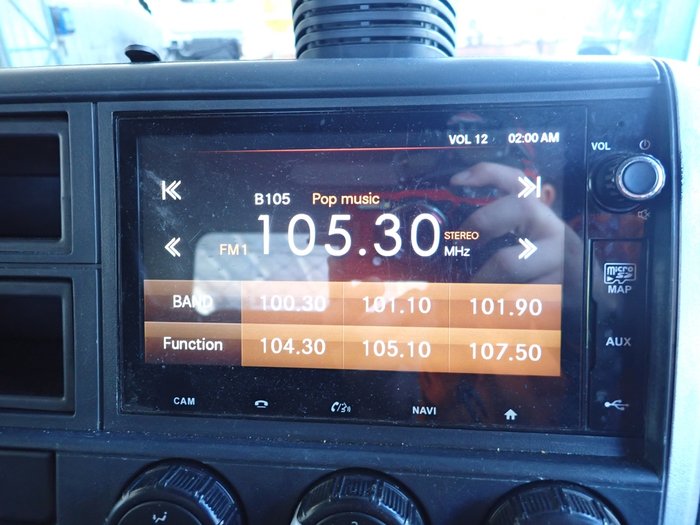 VOL 12 02:00 AM
VOL
B105 Pop music
FM1 105.30 STEREO MHz
BAND 100.30 101.10 101.90
Function 104.30 105.10 107.50
micro SD
MAP
AUX
CAM NAVI